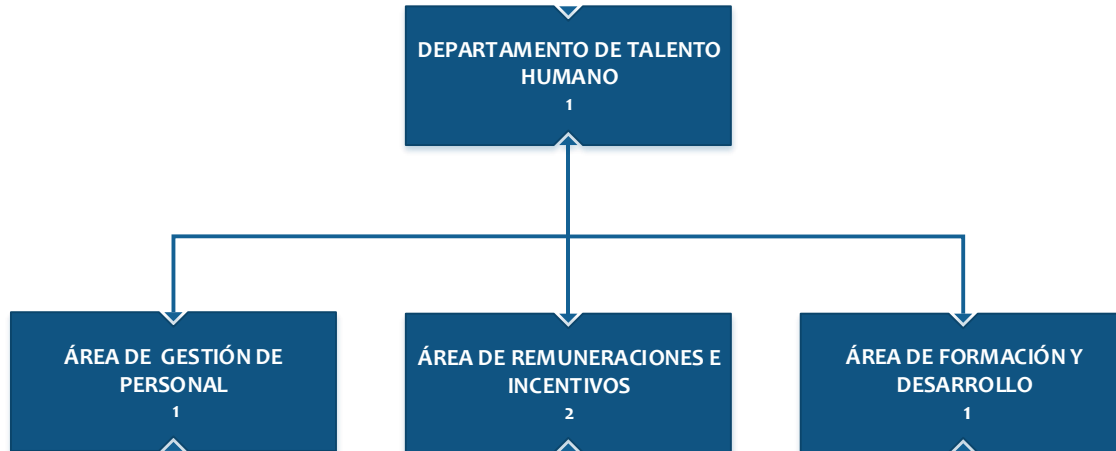 DEPARTAMENTO DE TALENTO
HUMANO
1
ÁREA DE GESTIÓN DE
PERSONAL
1
ÁREA DE REMUNERACIONES E
INCENTIVOS
2
ÁREA DE FORMACIÓN Y
DESARROLLO
1